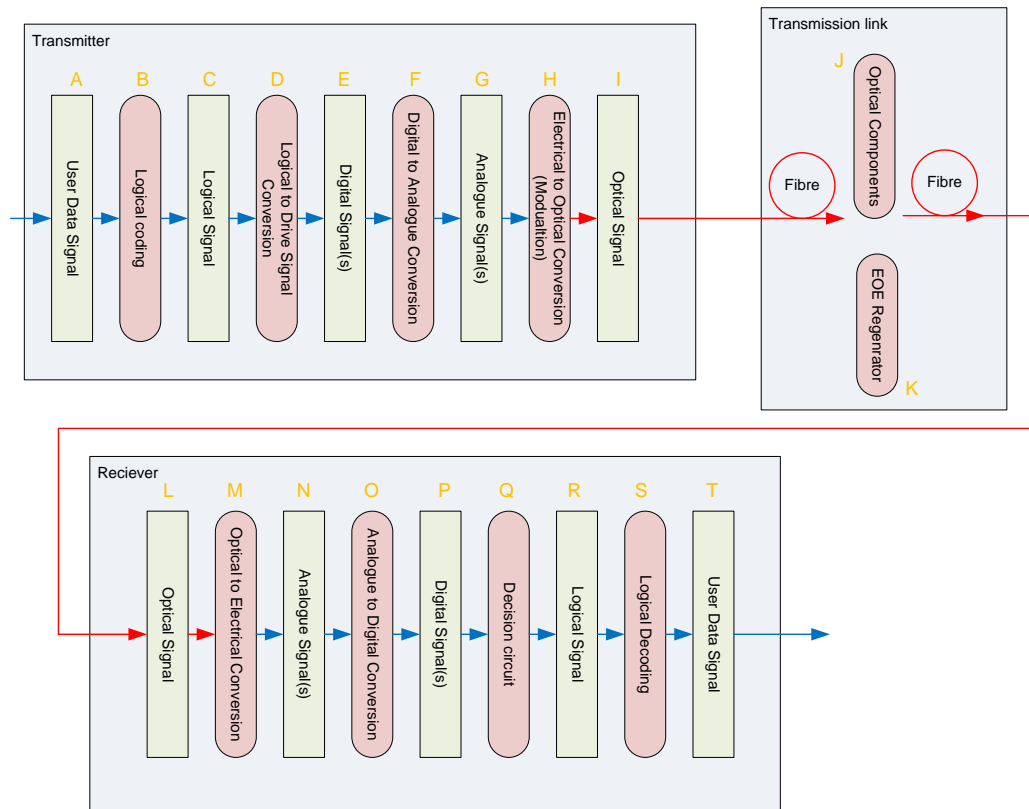 Transmitter
A
B
C
D
E
F
G
H
I
User Data Signal
Logical coding
Logical Signal
Logical to Drive Signal
Conversion
Digital Signal(s)
Digital to Analogue Conversion
Analogue Signal(s)
Electrical to Optical Conversion
(Modualtion)
Optical Signal
Transmission link
J
Optical Components
Fibre
Fibre
EOE Regenrator
K
Reciever
L
M
N
O
P
Q
R
S
T
Optical Signal
Optical to Electrical Conversion
Analogue Signal(s)
Analogue to Digital Conversion
Digital Signal(s)
Decision circuit
Logical Signal
Logical Decoding
User Data Signal